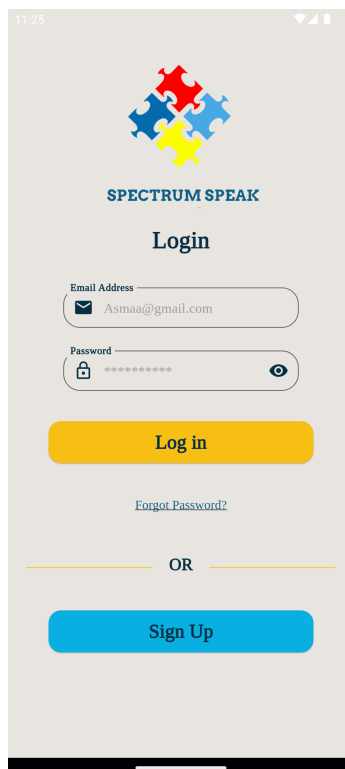 11:25
SPECTRUM SPEAK
Login
Email Address
Asmaa@gmail.com
Password
**********
Log in
Forgot Password?
OR
Sign Up